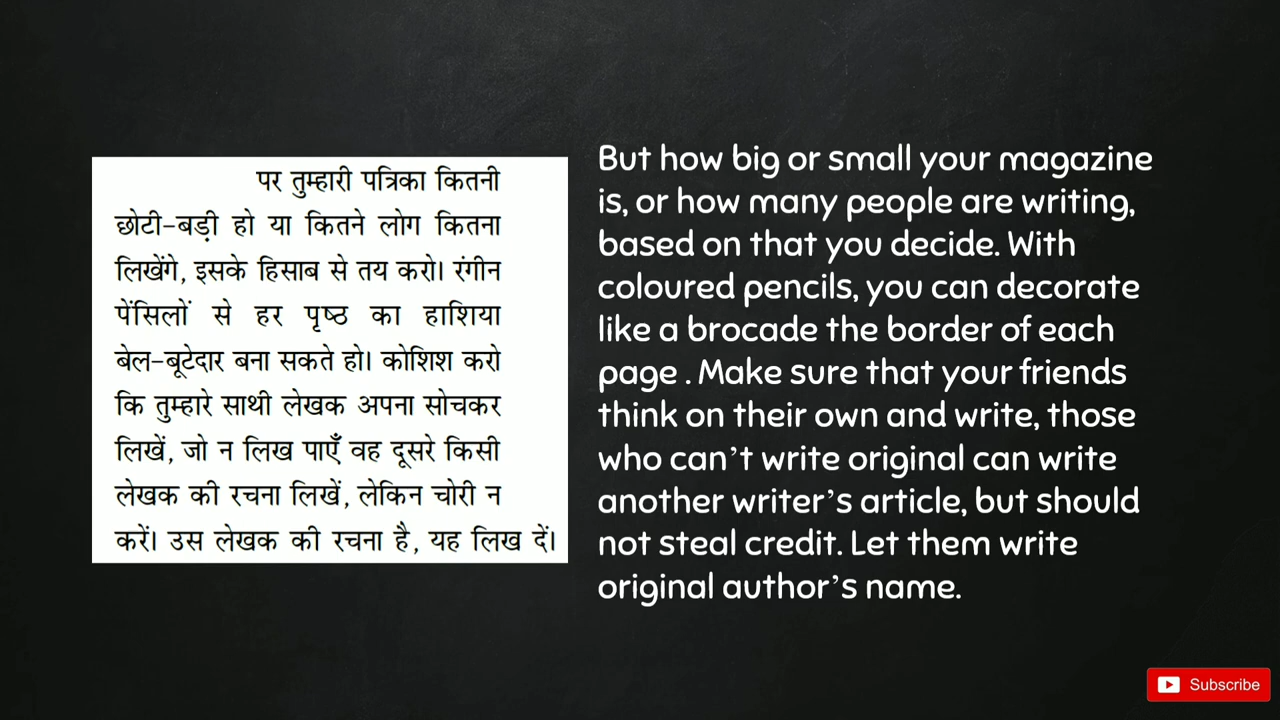 पर तुम्हारी पत्रिका कितनी
छोटी-बड़ी हो या कितने लोग कितना
लिखेंगे, इसके हिसाब से तय करो। रंगीन
पेंसिलों से हर पृष्ठ का हाशिया
बेल-बूटेदार बना सकते हो। कोशिश करो
कि तुम्हारे साथी लेखक अपना सोचकर
लिखें, जो न लिख पाएँ वह दूसरे किसी
लेखक की रचना लिखें, लेकिन चोरी न
करें। उस लेखक की रचना है, यह लिख दें।
But how big or small your magazine
is, or how many people are writing,
based on that you decide. With
coloured pencils, you can decorate
like a brocade the border of each
page . Make sure that your friends
think on their own and write, those
who can't write original can write
another writer's article, but should
not steal credit. Let them write
original author's name.
Subscribe